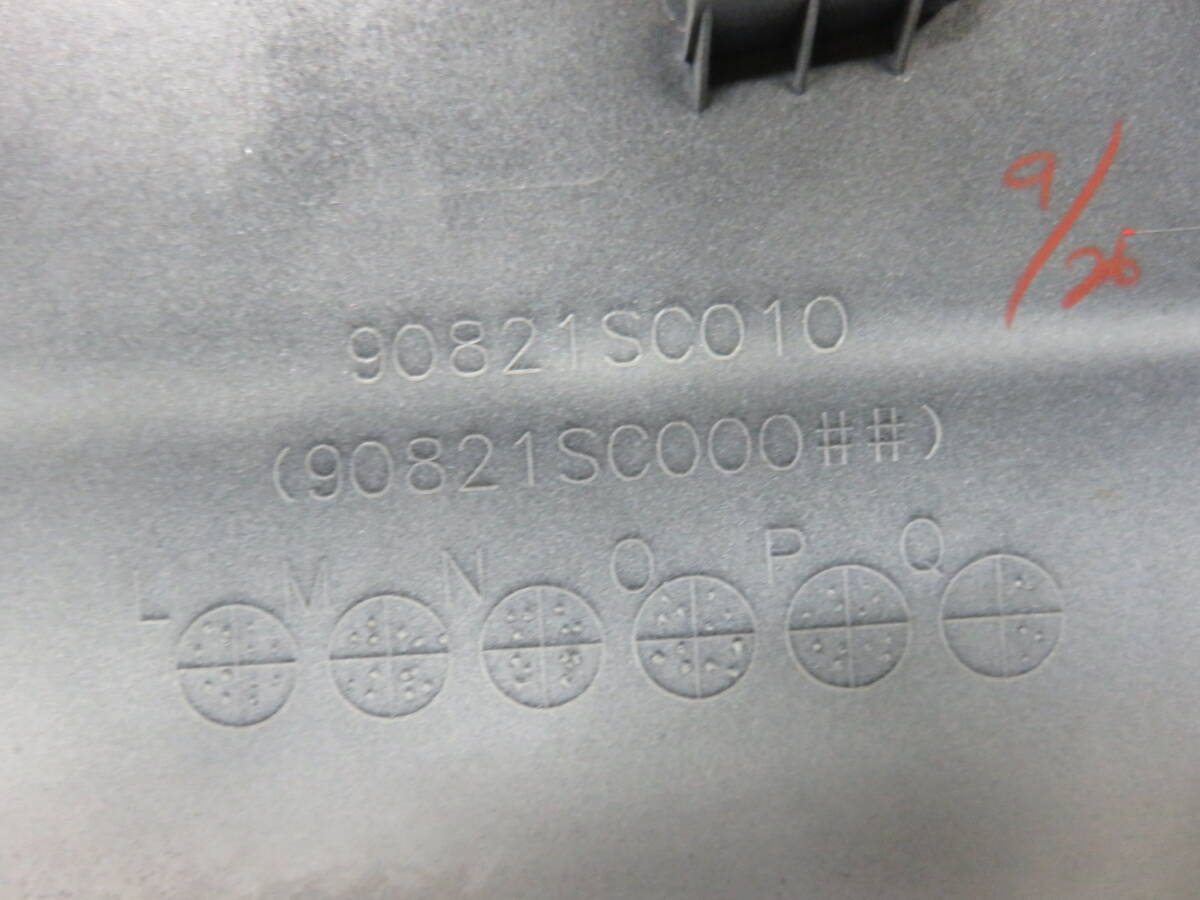 9/26
90821SC010
(90821SC000##)
L M N O P Q